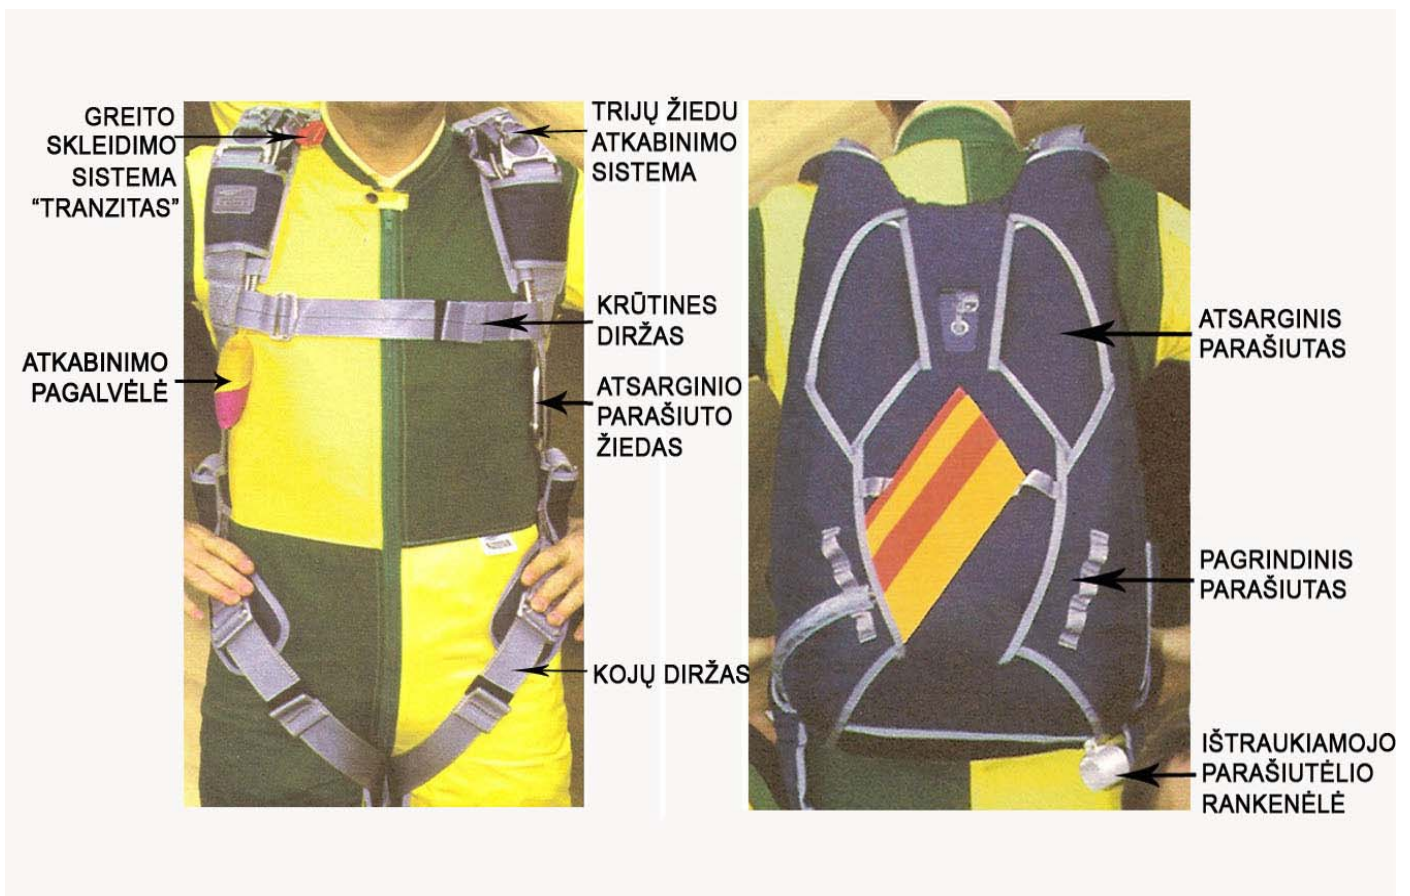 GREITO
SKLEIDIMO
SISTEMA
“TRANZITAS”
TRIJŲ ŽIEDU
ATKABINIMO
SISTEMA
KRŪTINES
DIRŽAS
ATKABINIMO
PAGALVĖLĖ
ATSARGINIO
PARAŠIUTO
ŽIEDAS
KOJŲ DIRŽAS
ATSARGINIS
PARAŠIUTAS
PAGRINDINIS
PARAŠIUTAS
IŠTRAUKIAMOJO
PARAŠIUTĖLIO
RANKENĖLĖ